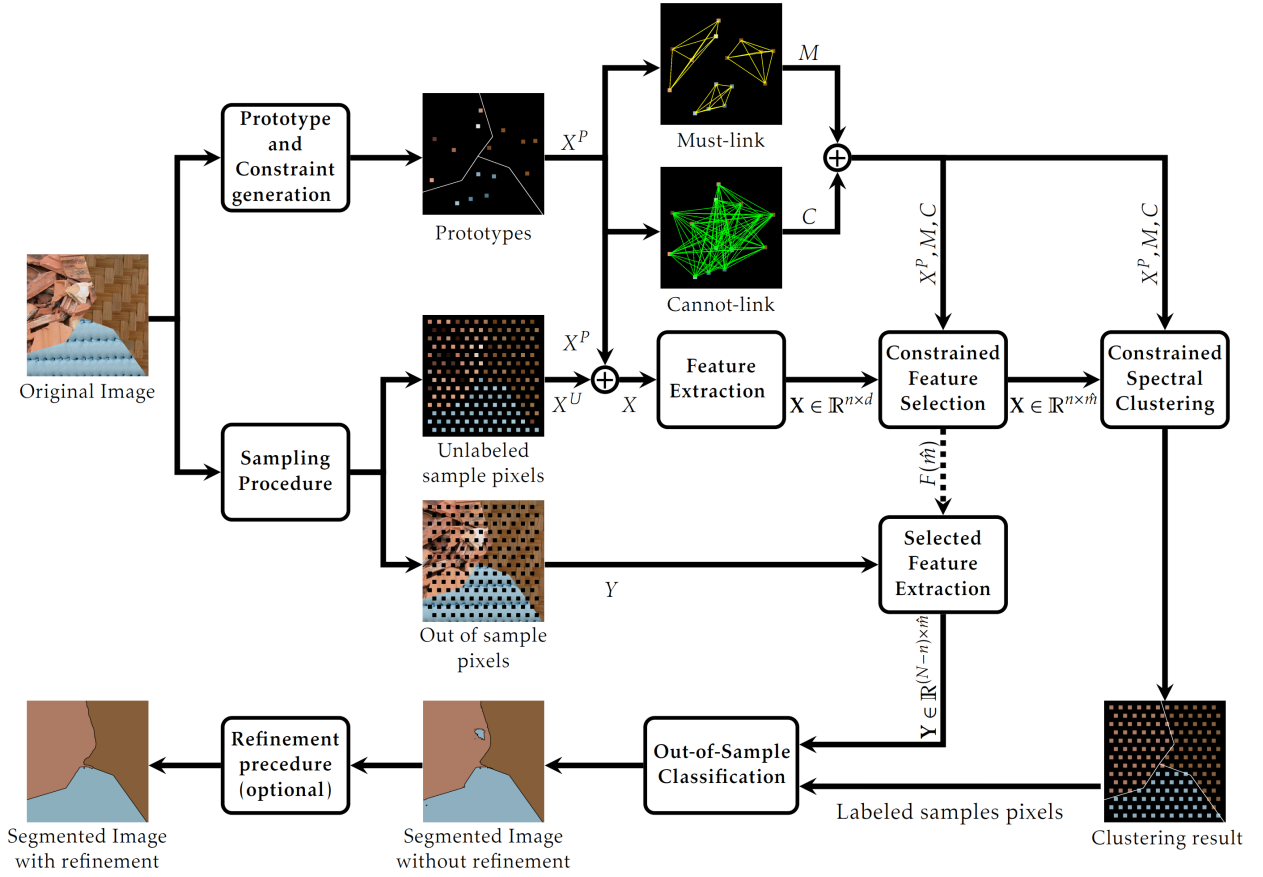 Prototype
and
Constraint
generation
Prototypes
X^P
M
Must-link
C
Cannot-link
X^P, M, C
X^P, M, C
Original Image
Sampling
Procedure
Unlabeled
sample pixels
X^P
X^U
X
Feature
Extraction
𝐗 ∈ ℝ^{n×d}
Constrained
Feature
Selection
𝐗 ∈ ℝ^{n×m̂}
Constrained
Spectral
Clustering
F(m̂)
Out of sample
pixels
Y
Selected
Feature
Extraction
𝐘 ∈ ℝ^{(N−n)×m̂}
Segmented Image
with refinement
Refinement
precedure
(optional)
Segmented Image
without refinement
Out-of-Sample
Classification
Labeled samples pixels
Clustering result